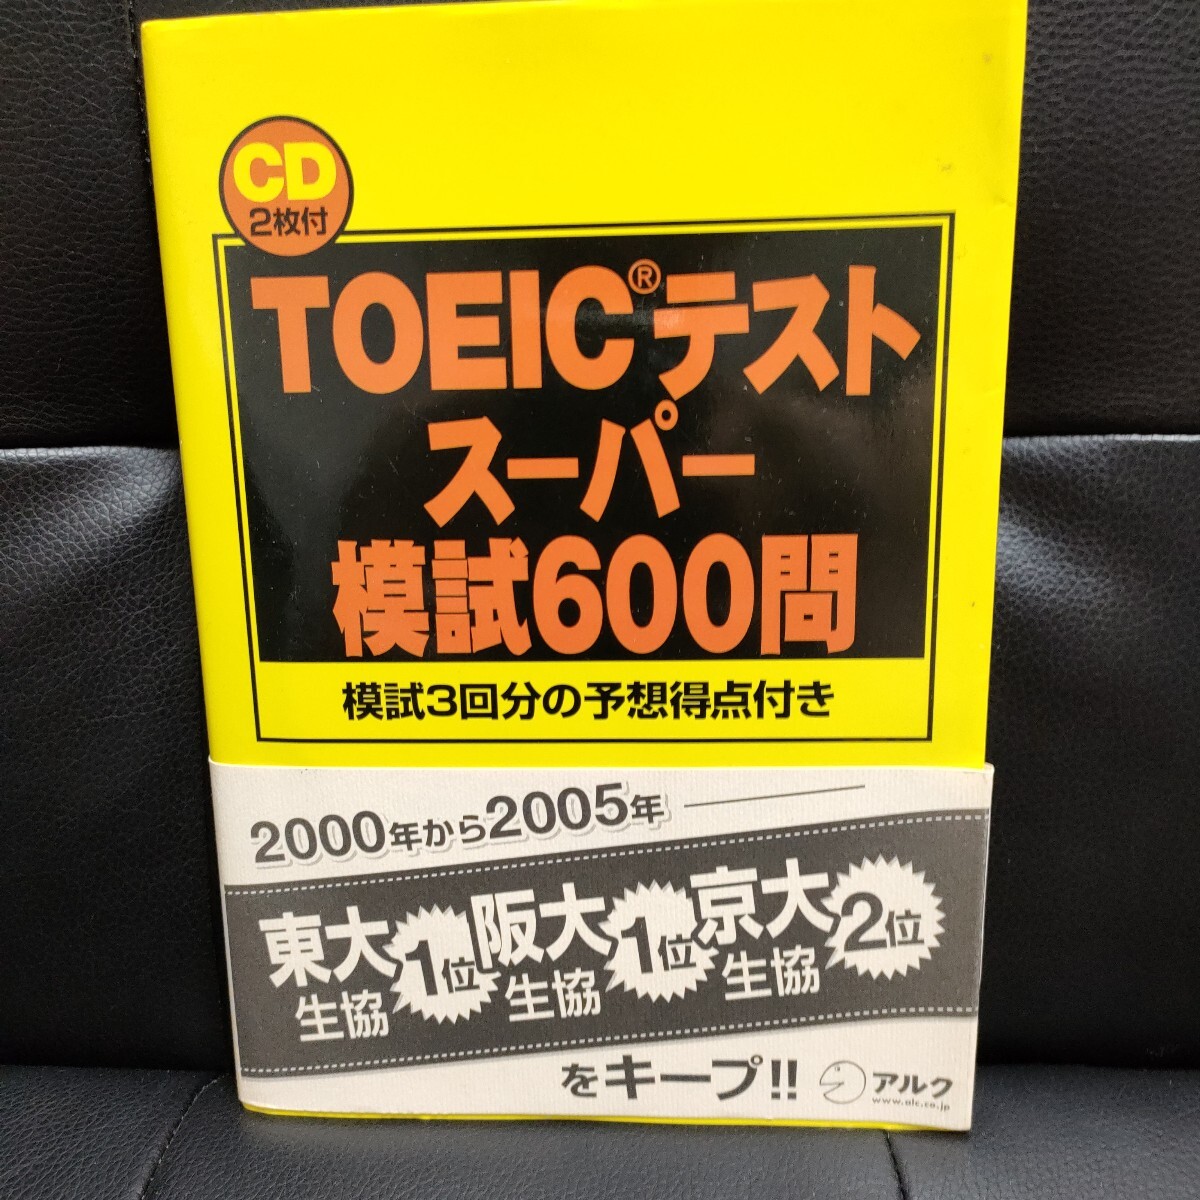 CD
2枚付
TOEIC®テスト
スーパー
模試600問
模試3回分の予想得点付き
2000年から2005年
東大生協1位 阪大生協1位 京大生協2位
をキープ!!
アルク
www.alc.co.jp